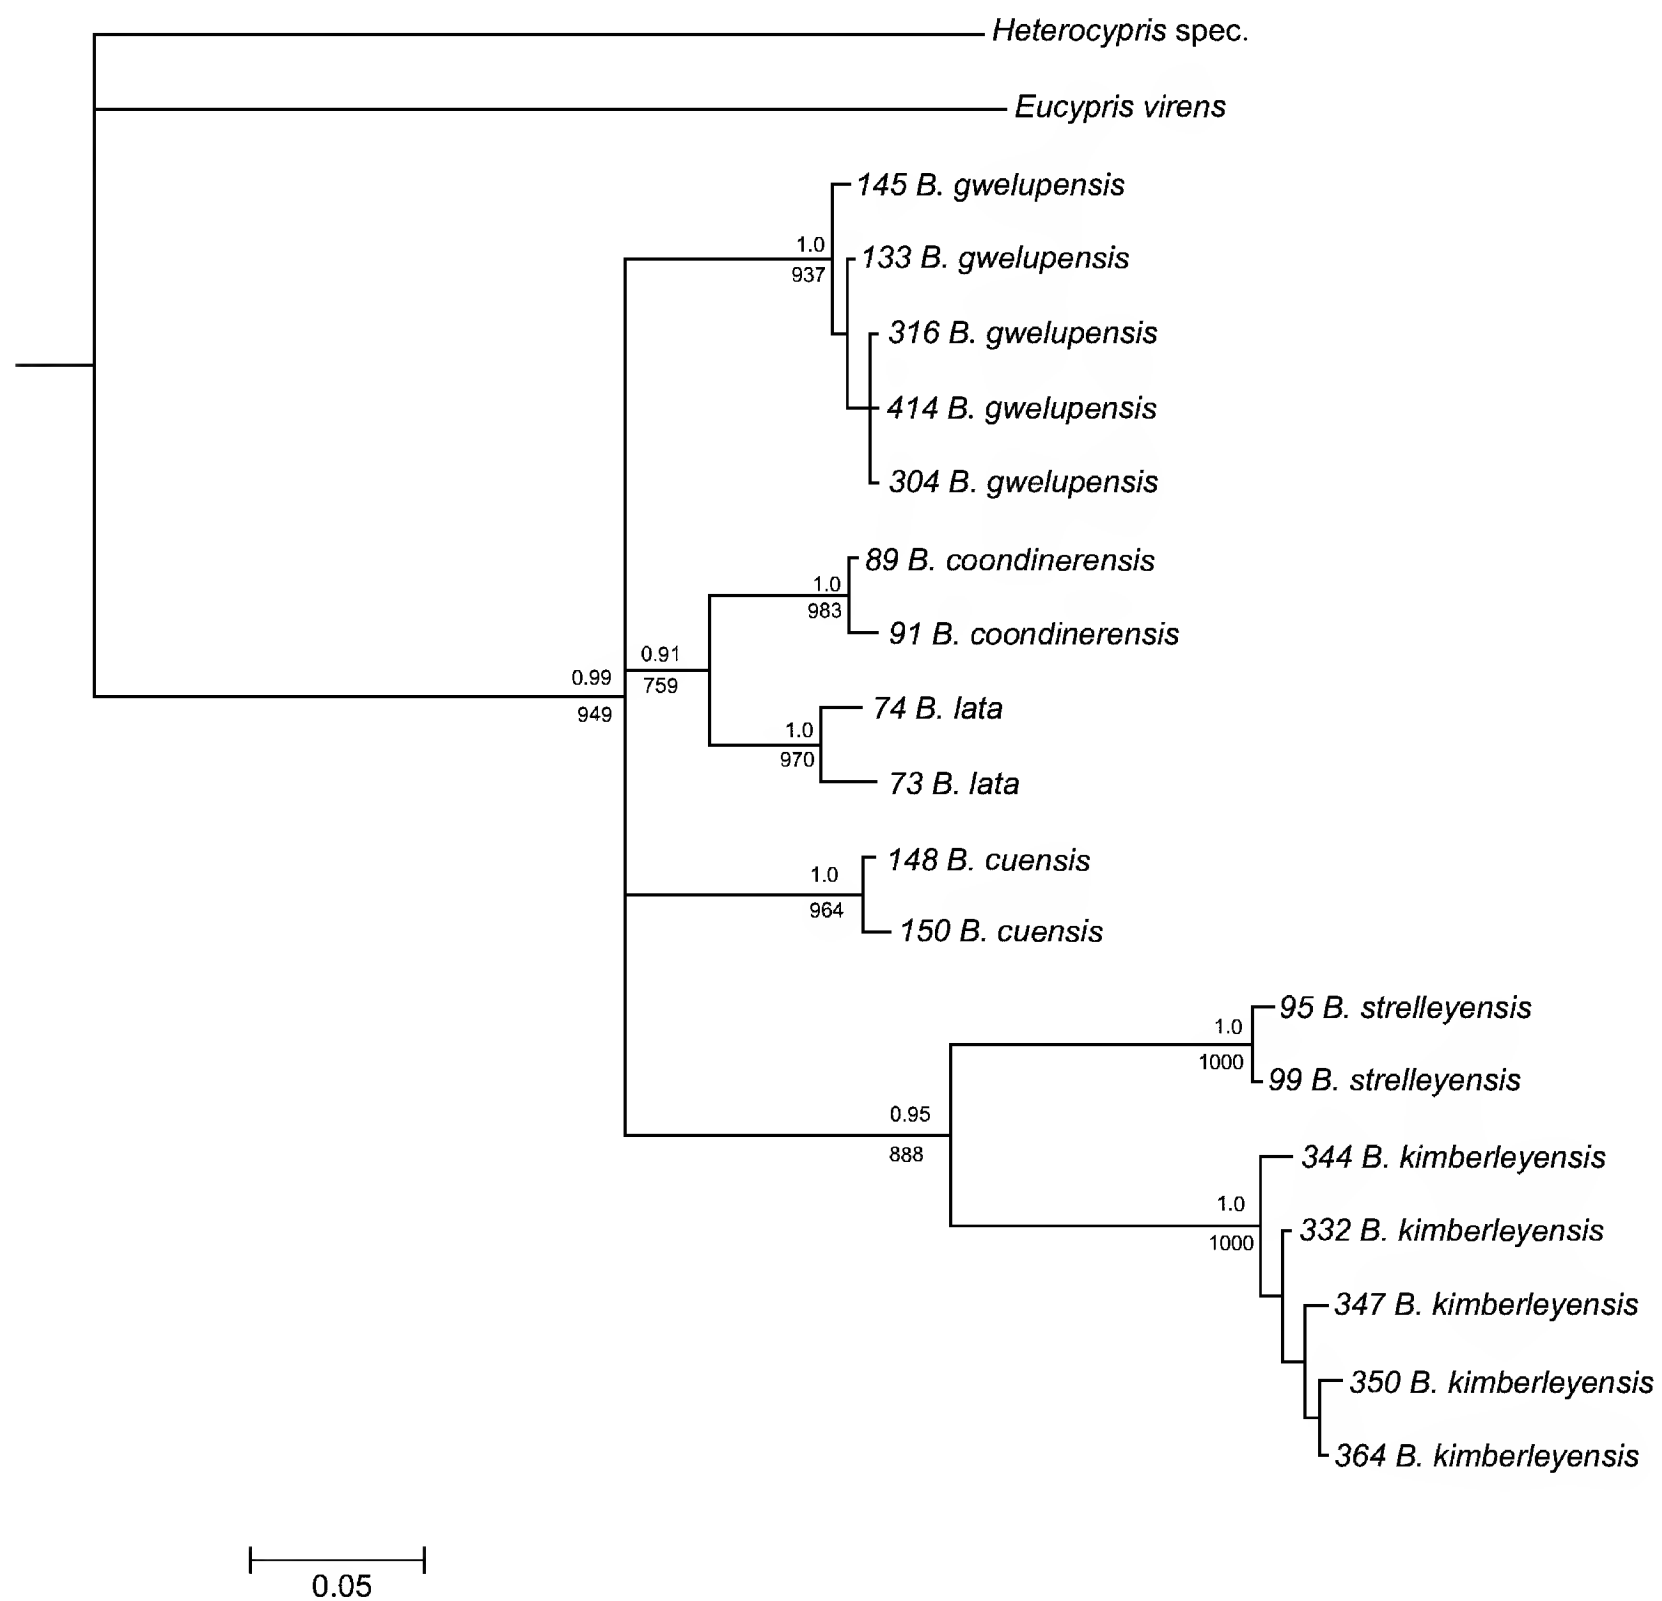 Heterocypris spec.
Eucypris virens
145 B. gwelupensis
1.0
133 B. gwelupensis
937
316 B. gwelupensis
414 B. gwelupensis
304 B. gwelupensis
89 B. coondinerensis
1.0
983
91 B. coondinerensis
0.91
0.99
759
949
74 B. lata
1.0
970
73 B. lata
148 B. cuensis
1.0
964
150 B. cuensis
95 B. strelleyensis
1.0
1000
99 B. strelleyensis
0.95
888
344 B. kimberleyensis
1.0
332 B. kimberleyensis
1000
347 B. kimberleyensis
350 B. kimberleyensis
364 B. kimberleyensis
0.05